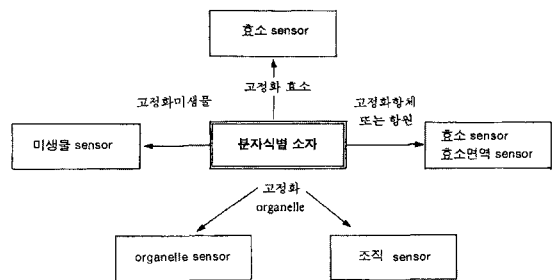 효소 sensor
고정화 효소
고정화미생물
고정화항체
또는 항원
미생물 sensor
분자식별 소자
효소 sensor
효소면역 sensor
고정화
organelle
organelle sensor
조직 sensor